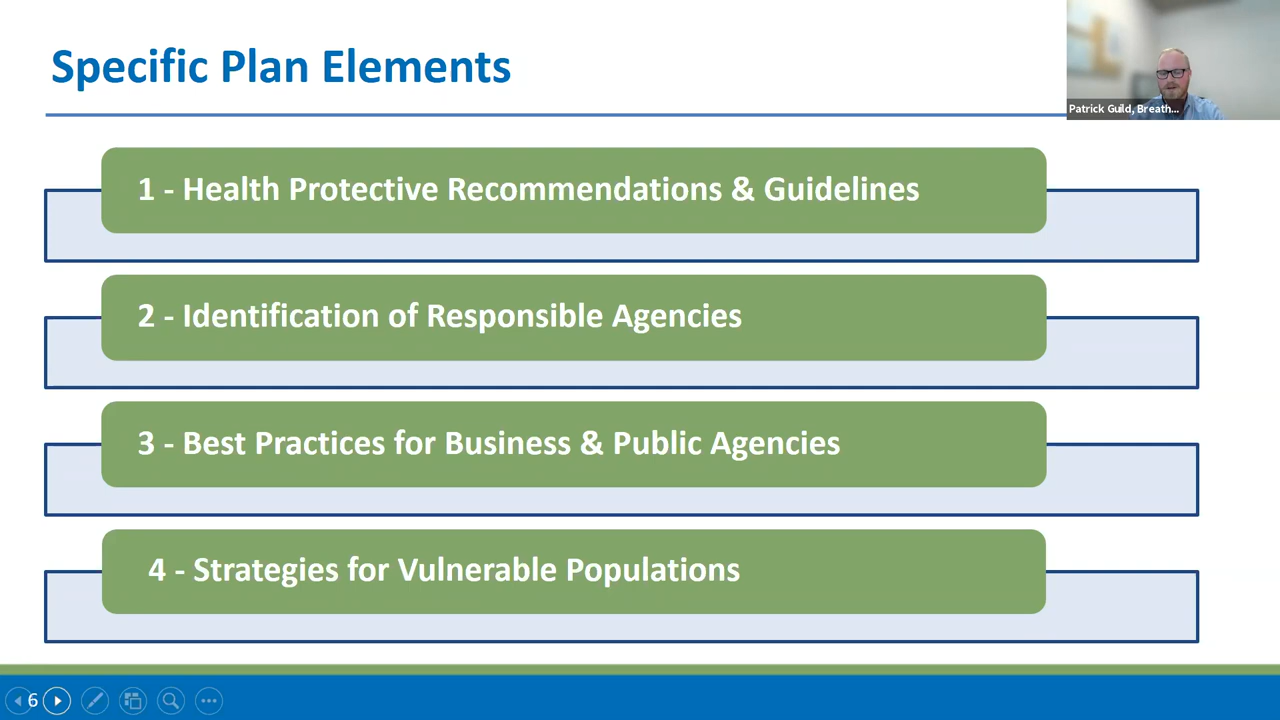 Specific Plan Elements
Patrick Guild, Breath...
1 - Health Protective Recommendations & Guidelines
2 - Identification of Responsible Agencies
3 - Best Practices for Business & Public Agencies
4 - Strategies for Vulnerable Populations
6